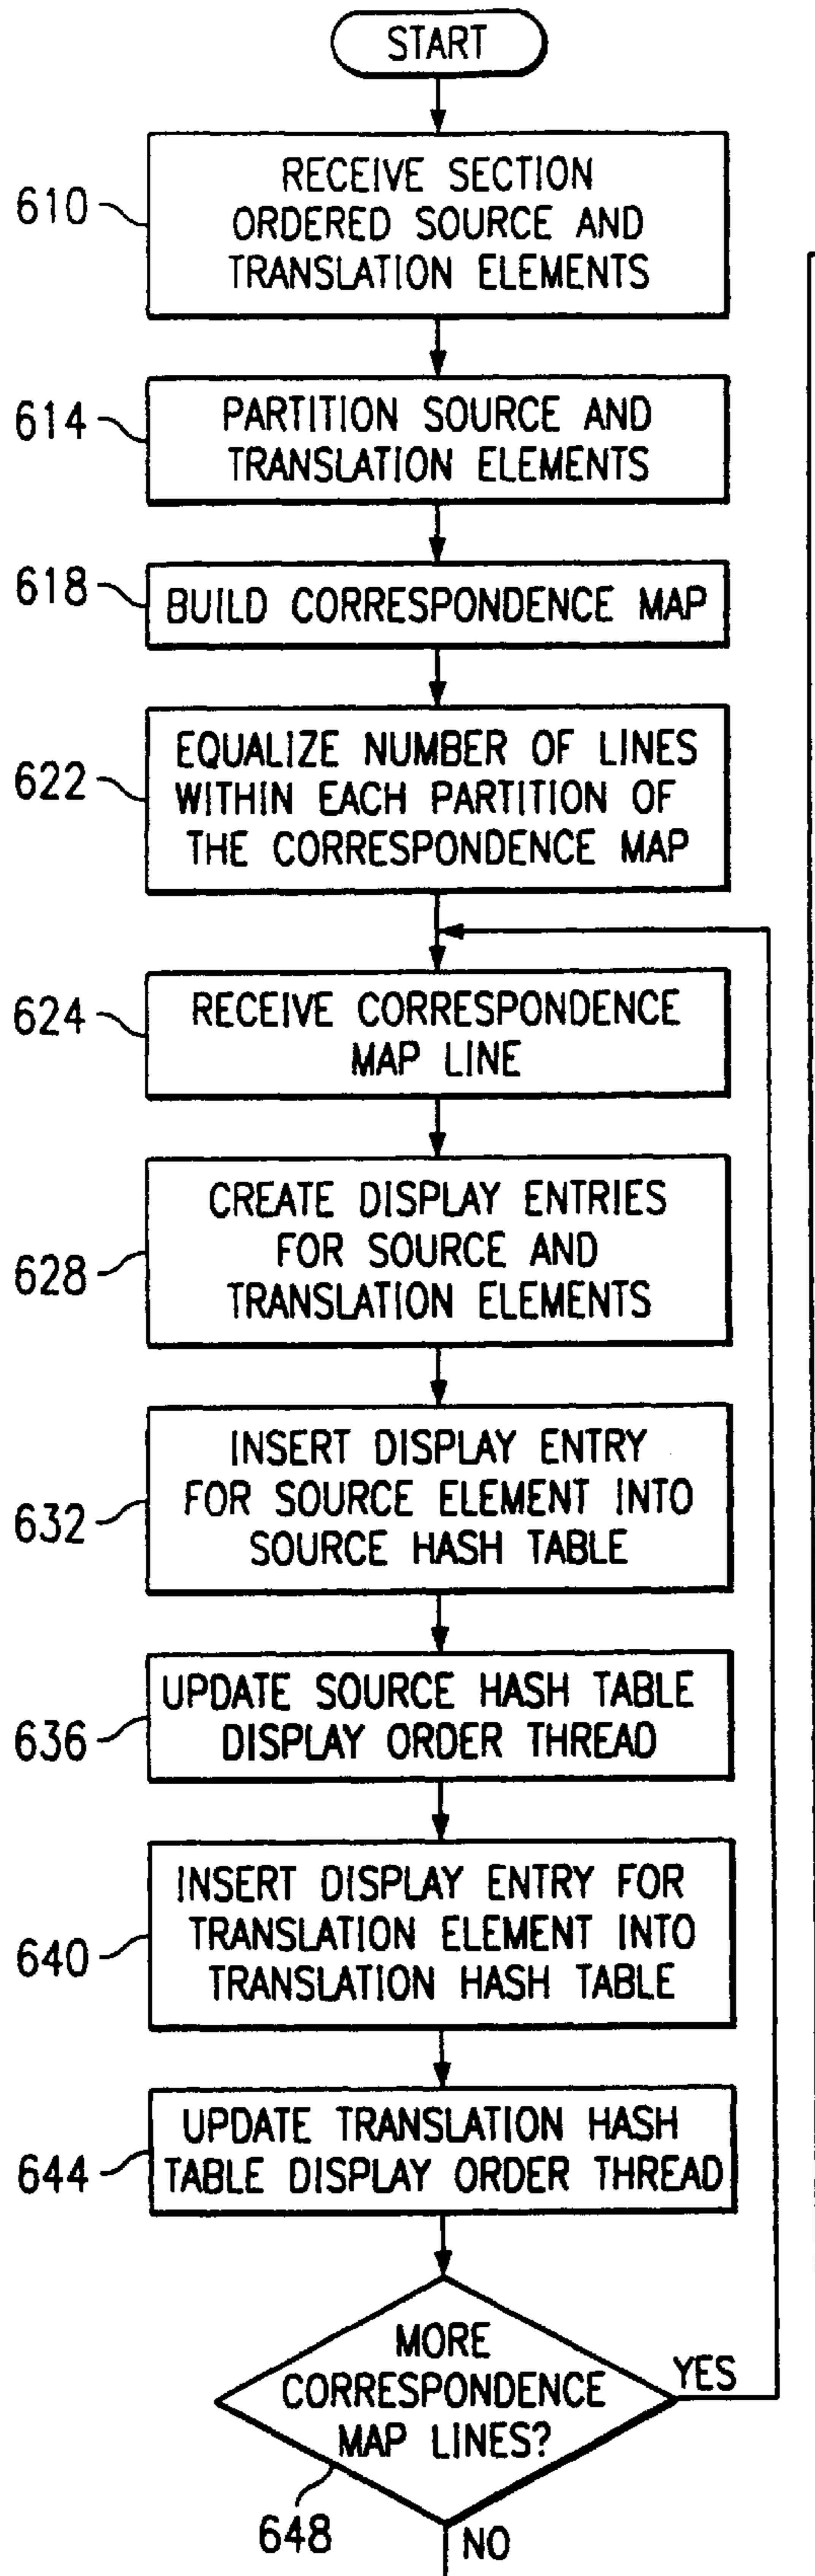 START
610
RECEIVE SECTION
ORDERED SOURCE AND
TRANSLATION ELEMENTS
614
PARTITION SOURCE AND
TRANSLATION ELEMENTS
618
BUILD CORRESPONDENCE MAP
622
EQUALIZE NUMBER OF LINES
WITHIN EACH PARTITION OF
THE CORRESPONDENCE MAP
624
RECEIVE CORRESPONDENCE
MAP LINE
628
CREATE DISPLAY ENTRIES
FOR SOURCE AND
TRANSLATION ELEMENTS
632
INSERT DISPLAY ENTRY
FOR SOURCE ELEMENT INTO
SOURCE HASH TABLE
636
UPDATE SOURCE HASH TABLE
DISPLAY ORDER THREAD
640
INSERT DISPLAY ENTRY FOR
TRANSLATION ELEMENT INTO
TRANSLATION HASH TABLE
644
UPDATE TRANSLATION HASH
TABLE DISPLAY ORDER THREAD
MORE
CORRESPONDENCE
MAP LINES?
YES
648
NO